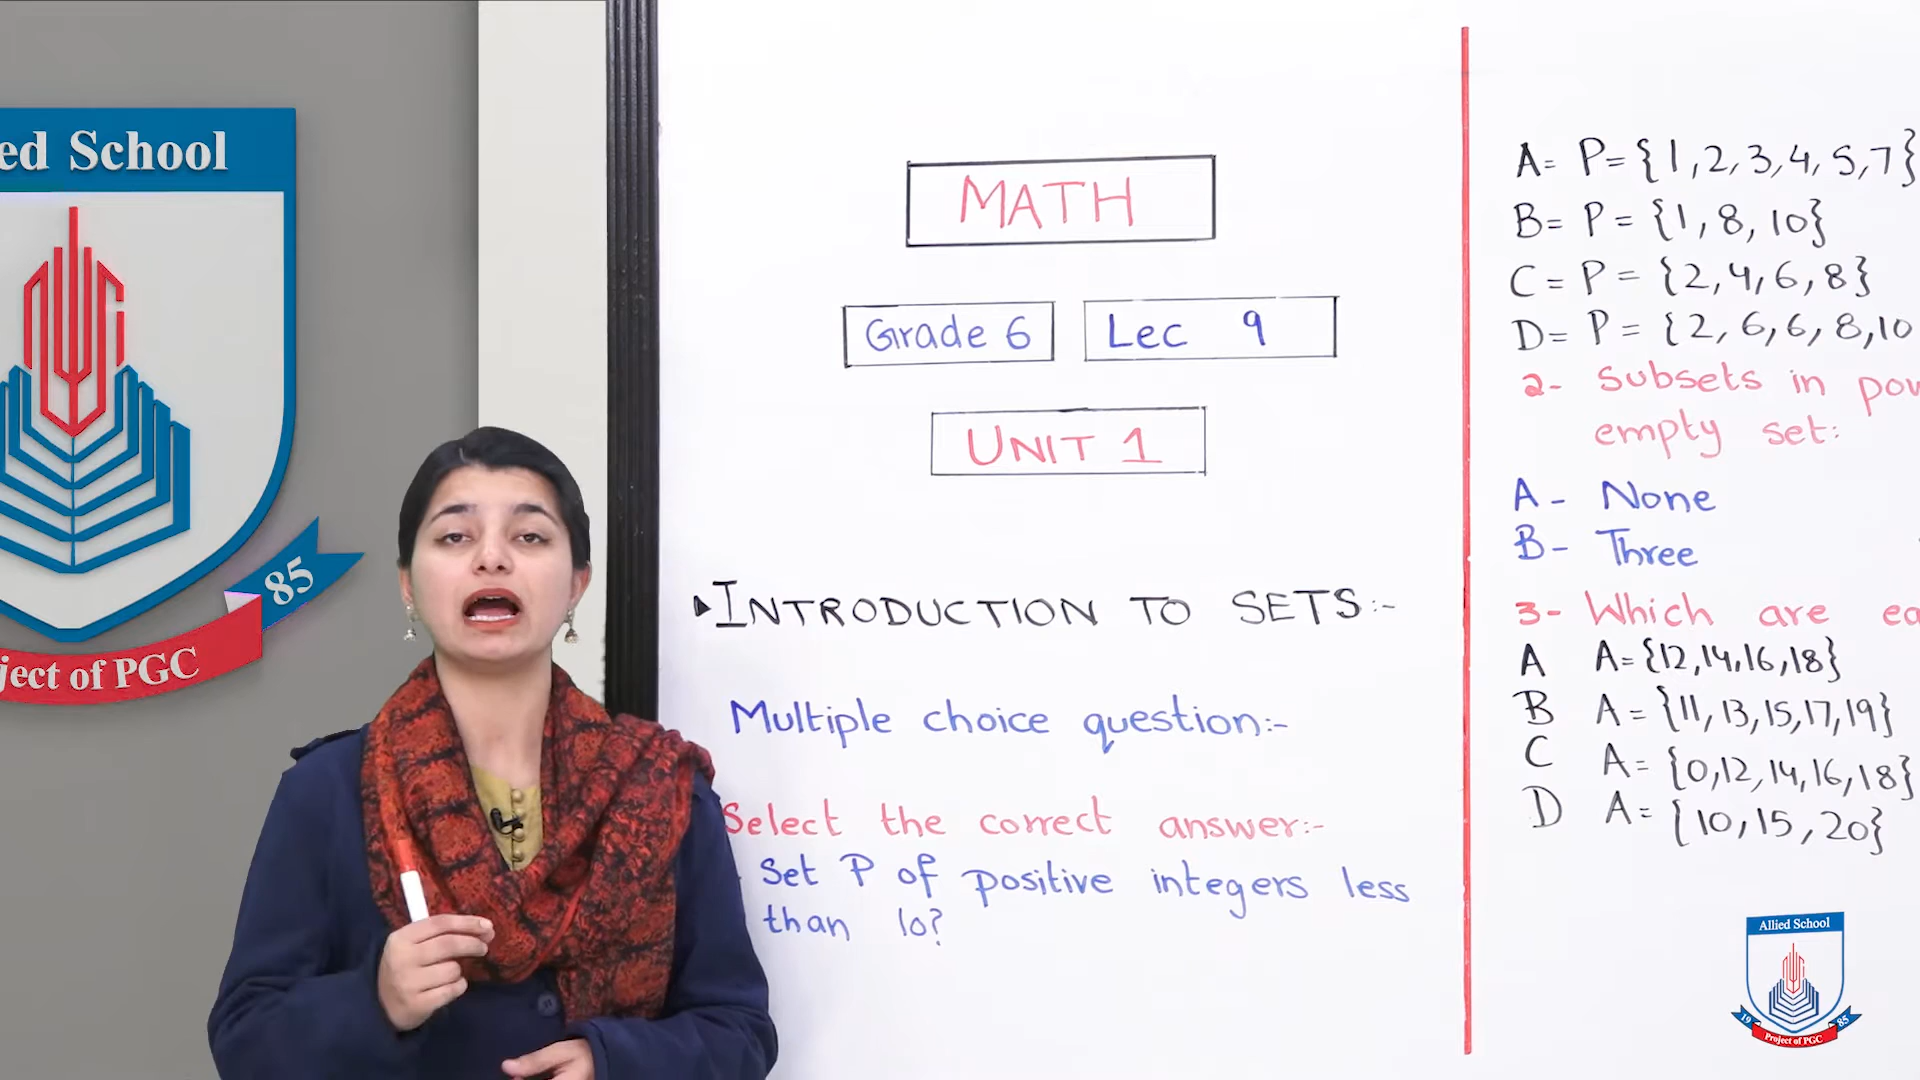 ed School
85
ject of PGC
MATH
Grade 6
Lec 9
UNIT 1
INTRODUCTION TO SETS:-
Multiple choice question:-
Select the correct answer:-
Set P of positive integers less
than 10?
A= P={1,2,3,4,5,7}
B= P = {1, 8, 10}
C = P = {2,4,6,8}
D= P = {2, 6,6, 8,10
2- Subsets in pow
empty set:
A - None
B- Three
3- Which are ea
A A={12,14,16,18}
B A = {11, 13, 15, 17, 19}
C A= {0,12,14,16,18}
D A= {10, 15, 20}
Allied School
19 85
Project of PGC